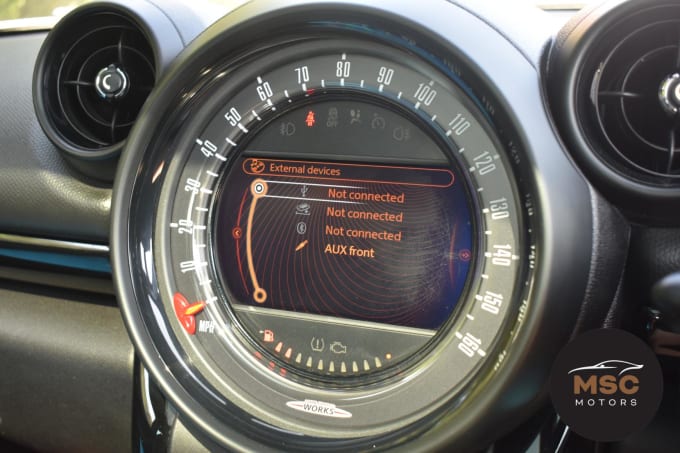 70 80 90
60 100
50 110
40 120
30 130
20 140
10 150
MPH 160
OFF
External devices
Not connected
Not connected
Not connected
AUX front
WORKS
MSC
MOTORS